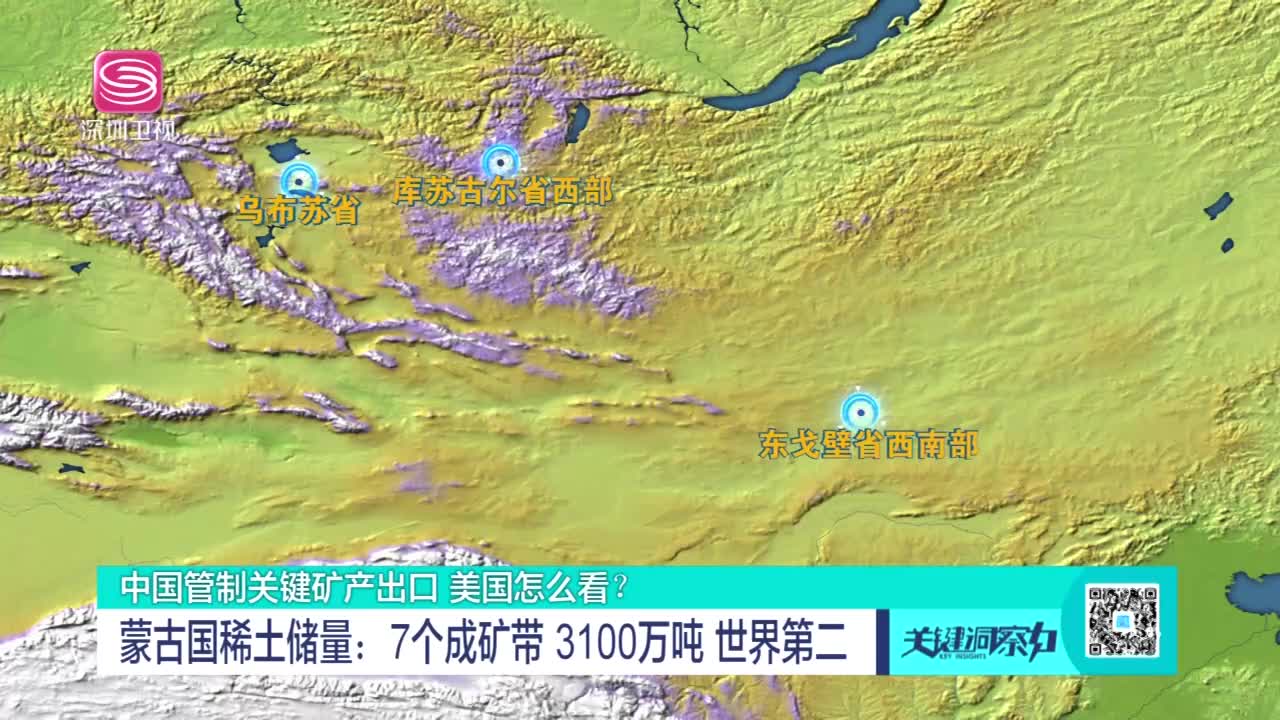 深圳卫视
乌布苏省
库苏古尔省西部
东戈壁省西南部
中国管制关键矿产出口 美国怎么看?
蒙古国稀土储量: 7个成矿带 3100万吨 世界第二
关键洞察力
KEY INSIGHTS